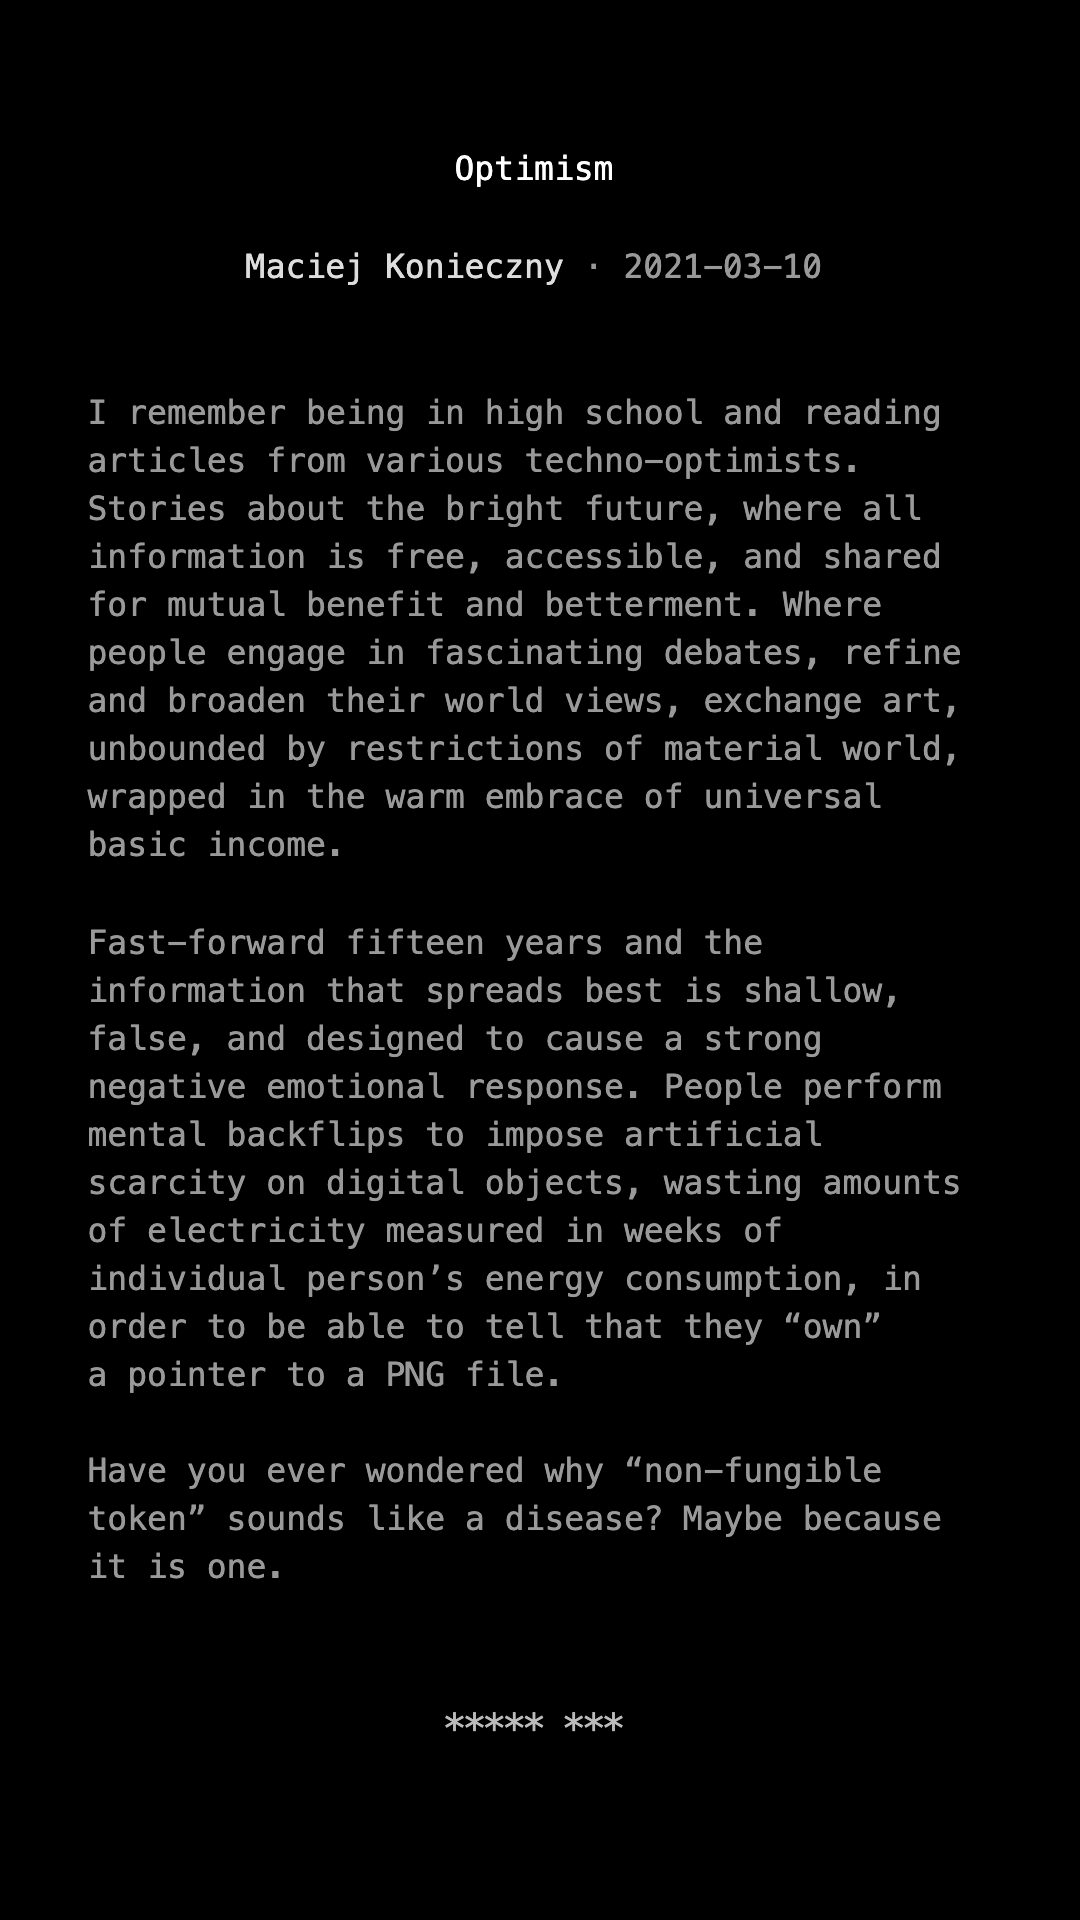 Optimism
Maciej Konieczny · 2021-03-10
I remember being in high school and reading
articles from various techno-optimists.
Stories about the bright future, where all
information is free, accessible, and shared
for mutual benefit and betterment. Where
people engage in fascinating debates, refine
and broaden their world views, exchange art,
unbounded by restrictions of material world,
wrapped in the warm embrace of universal
basic income.
Fast-forward fifteen years and the
information that spreads best is shallow,
false, and designed to cause a strong
negative emotional response. People perform
mental backflips to impose artificial
scarcity on digital objects, wasting amounts
of electricity measured in weeks of
individual person’s energy consumption, in
order to be able to tell that they “own”
a pointer to a PNG file.
Have you ever wondered why “non-fungible
token” sounds like a disease? Maybe because
it is one.
***** ***